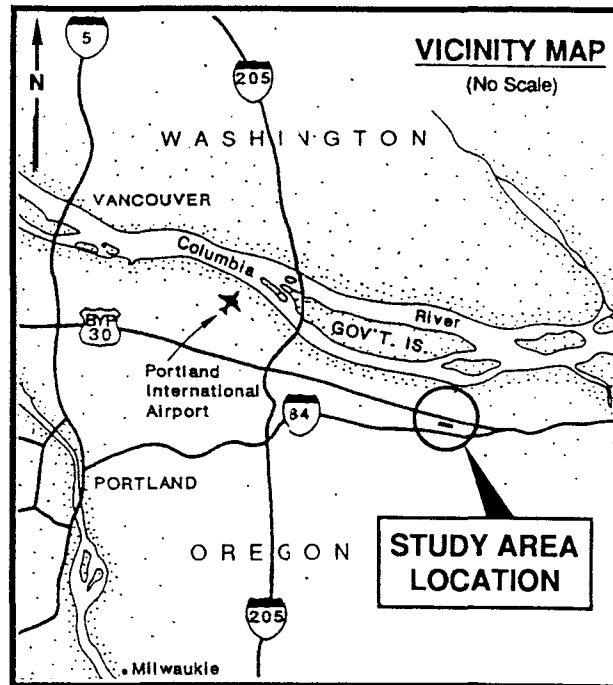 5
205
VICINITY MAP
(No Scale)
N
WASHINGTON
VANCOUVER
Columbia
River
GOV'T. IS
BYP
30
Portland
International
Airport
84
PORTLAND
OREGON
STUDY AREA
LOCATION
205
Milwaukie